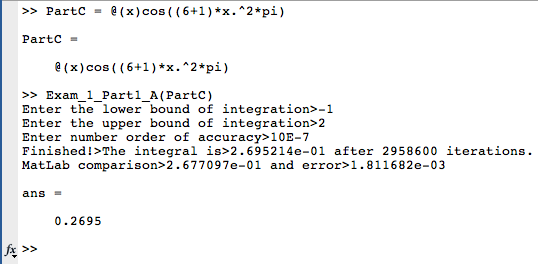 >> PartC = @(x)cos((6+1)*x.^2*pi)
PartC =
@(x)cos((6+1)*x.^2*pi)
>> Exam_1_Part1_A(PartC)
Enter the lower bound of integration>-1
Enter the upper bound of integration>2
Enter number order of accuracy>10E-7
Finished!>The integral is>2.695214e-01 after 2958600 iterations.
MatLab comparison>2.677097e-01 and error>1.811682e-03
ans =
0.2695
fx >>